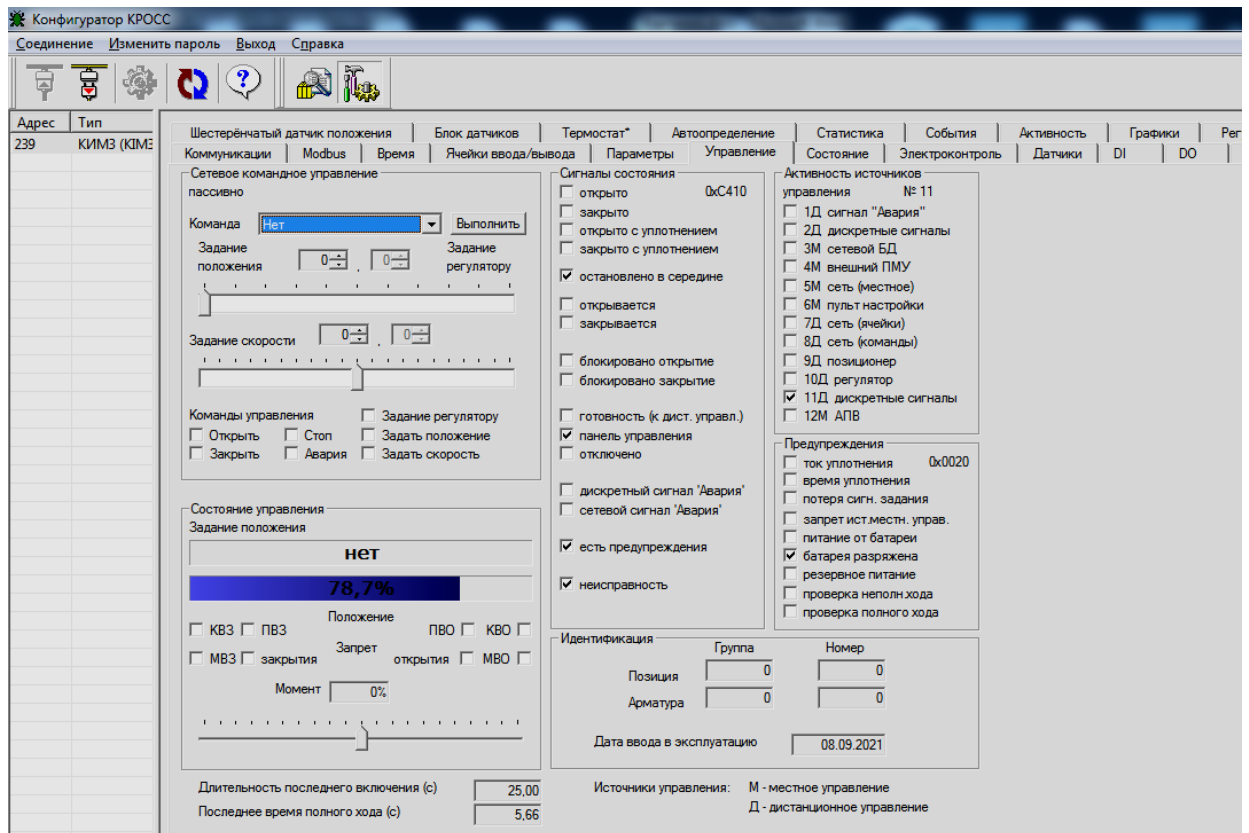 Конфигуратор КРОСС
Соединение Изменить пароль Выход Справка
Адрес Тип
239 КИМ3 (KIM3
Шестерёнчатый датчик положения Блок датчиков Термостат* Автоопределение Статистика События Активность Графики Рег
Коммуникации Modbus Время Ячейки ввода/вывода Параметры Управление Состояние Электроконтроль Датчики DI DO
Сетевое командное управление
пассивно
Команда Нет Выполнить
Задание положения 0 , 0 Задание регулятору
Задание скорости 0 , 0
Команды управления Задание регулятору
Открыть Стоп Задать положение
Закрыть Авария Задать скорость
Состояние управления
Задание положения
нет
78,7%
Положение
КВЗ ПВЗ ПВО КВО
Запрет
МВЗ закрытия открытия МВО
Момент 0%
Длительность последнего включения (с) 25,00
Последнее время полного хода (с) 5,66
Сигналы состояния
открыто 0xC410
закрыто
открыто с уплотнением
закрыто с уплотнением
остановлено в середине
открывается
закрывается
блокировано открытие
блокировано закрытие
готовность (к дист. управл.)
панель управления
отключено
дискретный сигнал 'Авария'
сетевой сигнал 'Авария'
есть предупреждения
неисправность
Активность источников
управления № 11
1Д сигнал "Авария"
2Д дискретные сигналы
3М сетевой БД
4М внешний ПМУ
5М сеть (местное)
6М пульт настройки
7Д сеть (ячейки)
8Д сеть (команды)
9Д позиционер
10Д регулятор
11Д дискретные сигналы
12М АПВ
Предупреждения
ток уплотнения 0x0020
время уплотнения
потеря сигн. задания
запрет ист.местн. управ.
питание от батареи
батарея разряжена
резервное питание
проверка неполн.хода
проверка полного хода
Идентификация
Группа Номер
Позиция 0 0
Арматура 0 0
Дата ввода в эксплуатацию 08.09.2021
Источники управления: М - местное управление
Д - дистанционное управление